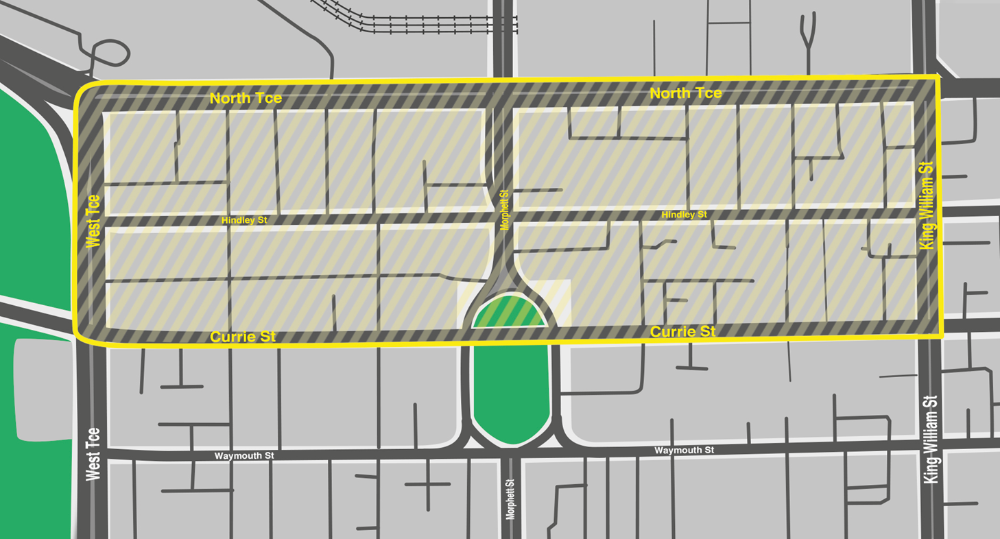 North Tce
North Tce
West Tce
Hindley St
Morphett St
Hindley St
King William St
Currie St
Currie St
West Tce
Waymouth St
Morphett St
Waymouth St
King William St